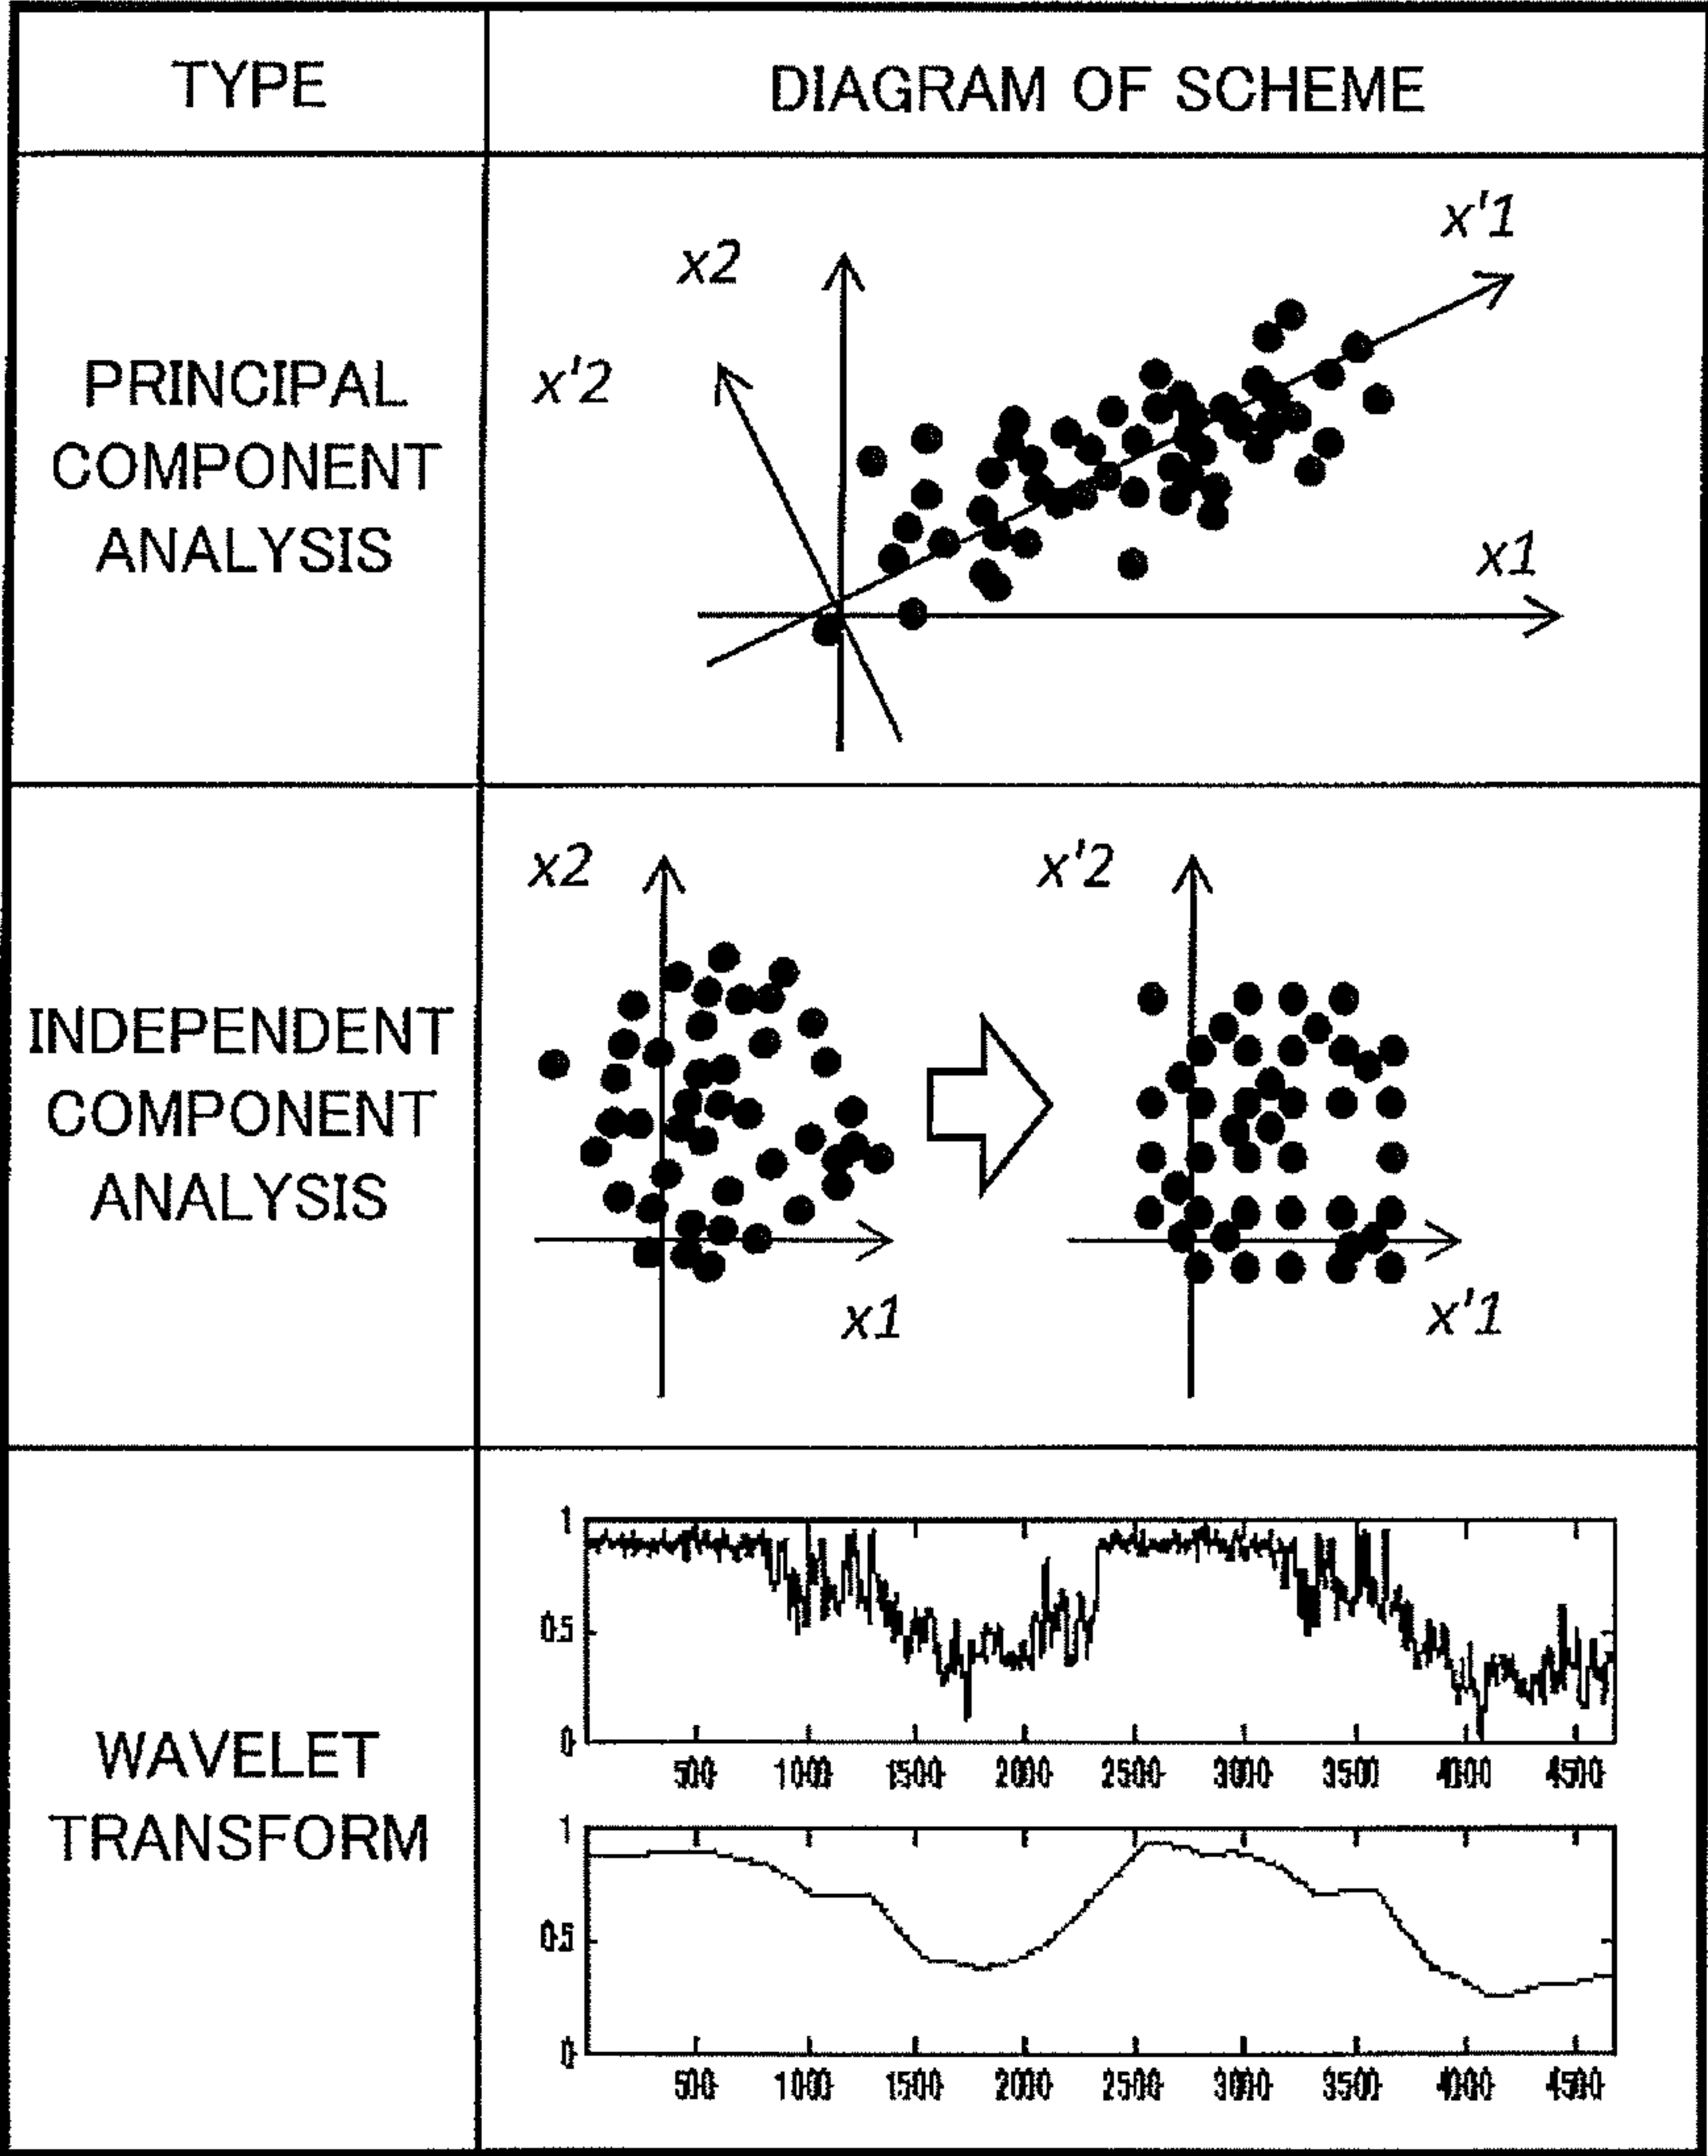 TYPE
DIAGRAM OF SCHEME
PRINCIPAL
COMPONENT
ANALYSIS
x2
x'1
x'2
x1
INDEPENDENT
COMPONENT
ANALYSIS
x2
x1
x'2
x'1
WAVELET
TRANSFORM
1
0.5
0
500 1000 1500 2000 2500 3000 3500 4000 4500
1
0.5
0
500 1000 1500 2000 2500 3000 3500 4000 4500